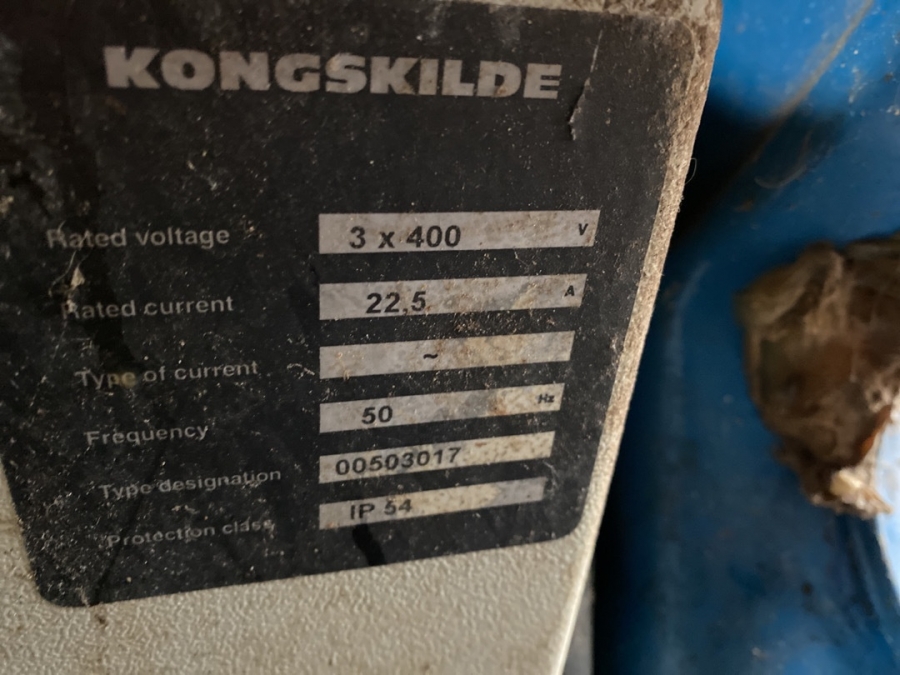 KONGSKILDE
Rated voltage 3 x 400 V
Rated current 22,5 A
Type of current ~
Frequency 50 Hz
Type designation 00503017
Protection class IP 54